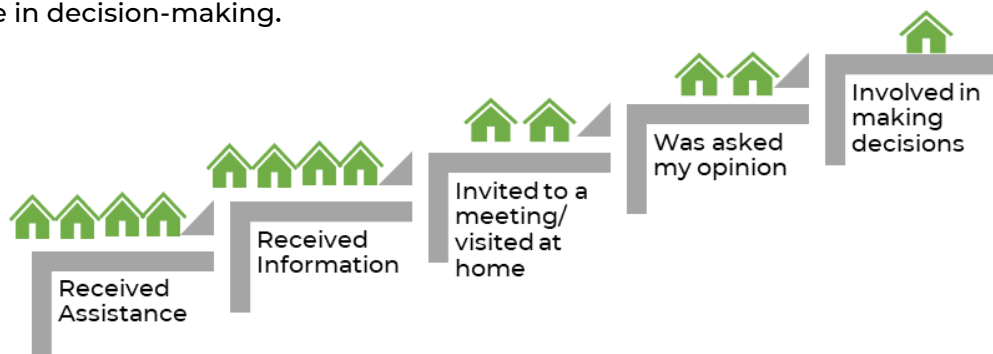 e in decision-making.
Received
Assistance
Received
Information
Invited to a
meeting/
visited at
home
Was asked
my opinion
Involved in
making
decisions